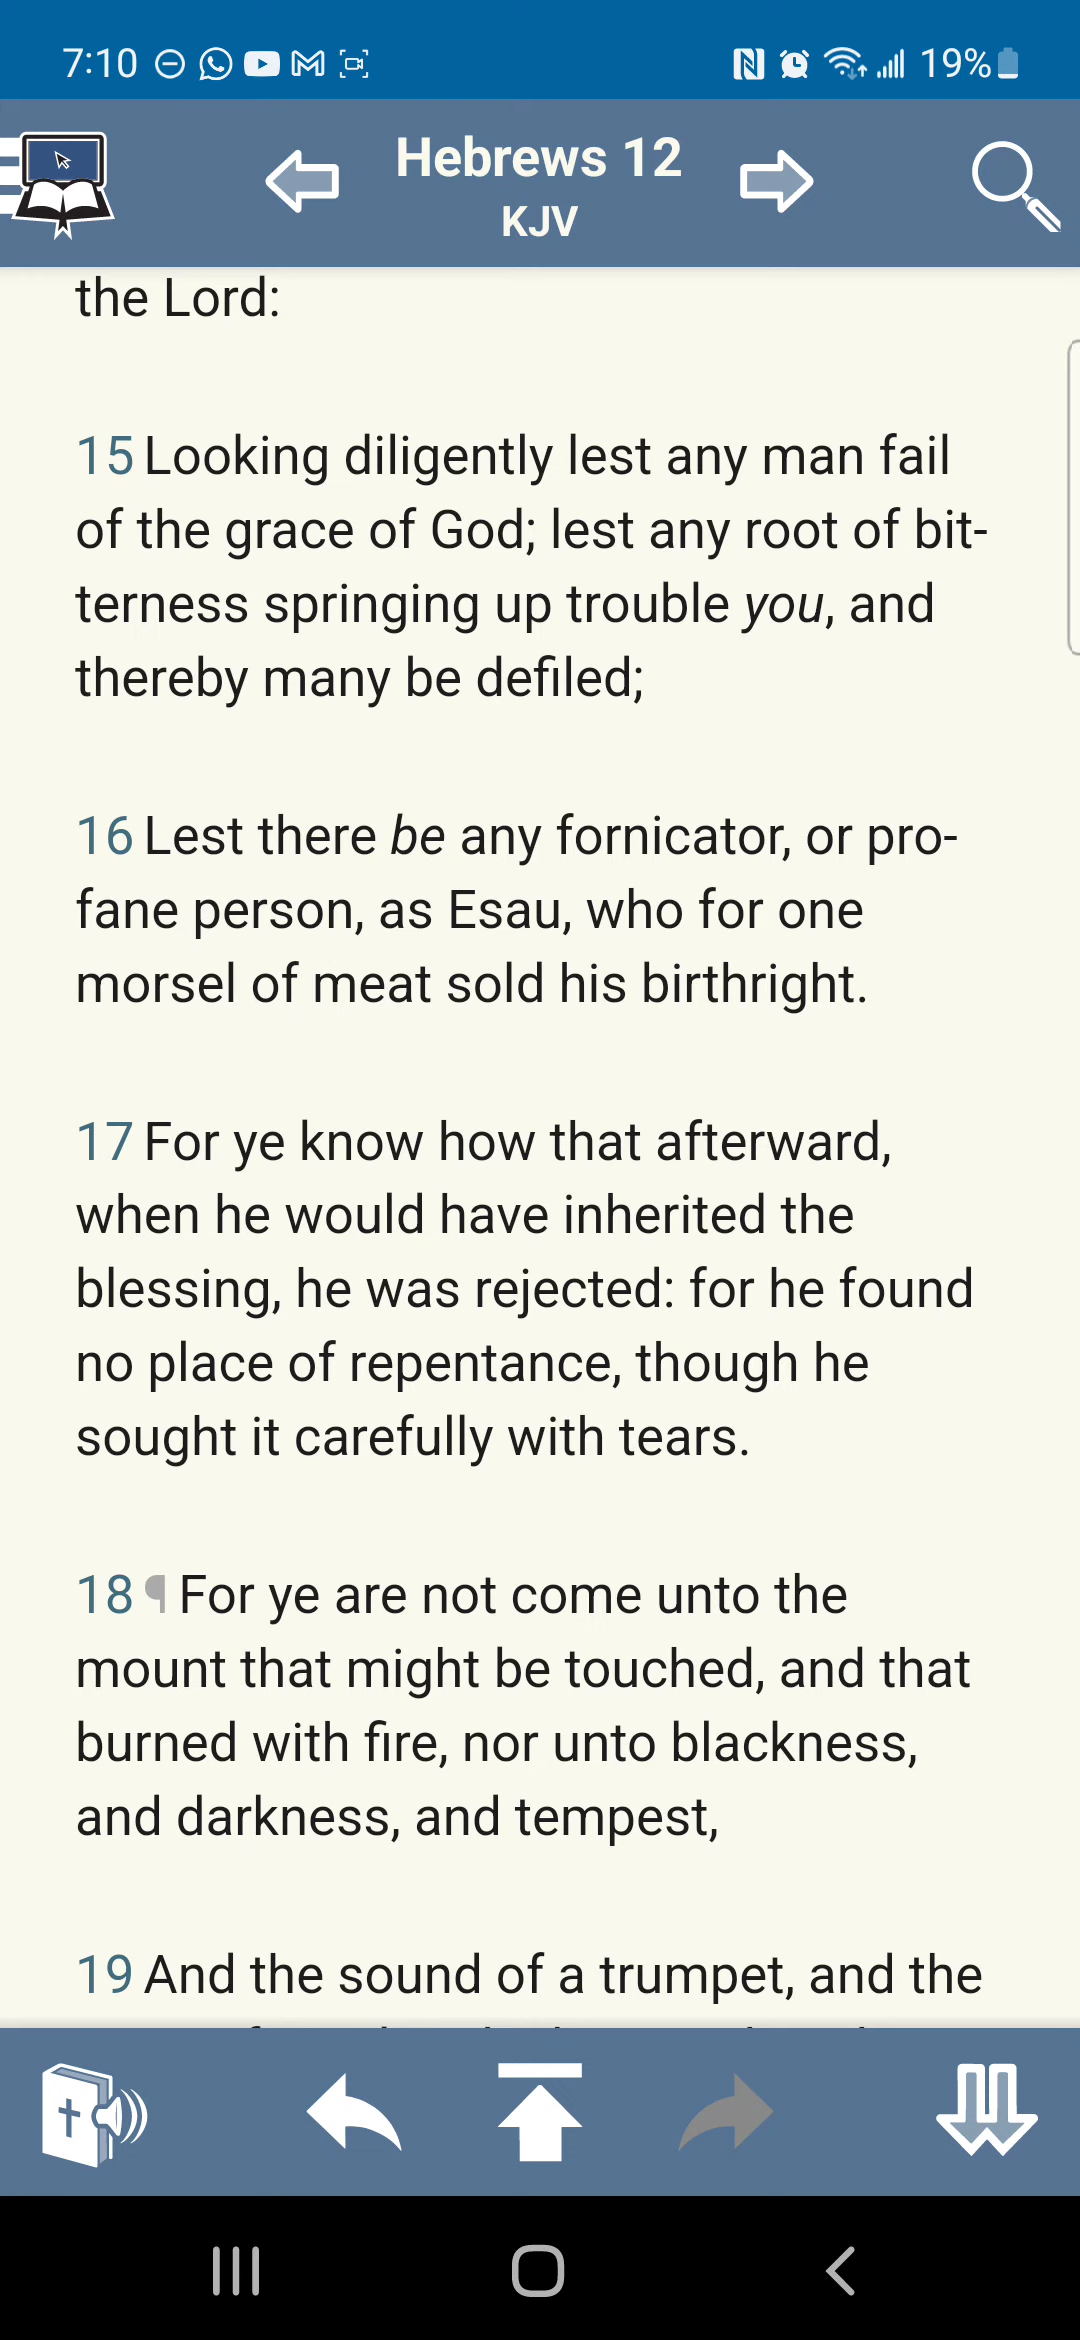 7:10
19%
Hebrews 12
KJV
the Lord:
15 Looking diligently lest any man fail
of the grace of God; lest any root of bit-
terness springing up trouble you, and
thereby many be defiled;
16 Lest there be any fornicator, or pro-
fane person, as Esau, who for one
morsel of meat sold his birthright.
17 For ye know how that afterward,
when he would have inherited the
blessing, he was rejected: for he found
no place of repentance, though he
sought it carefully with tears.
18 ¶ For ye are not come unto the
mount that might be touched, and that
burned with fire, nor unto blackness,
and darkness, and tempest,
19 And the sound of a trumpet, and the